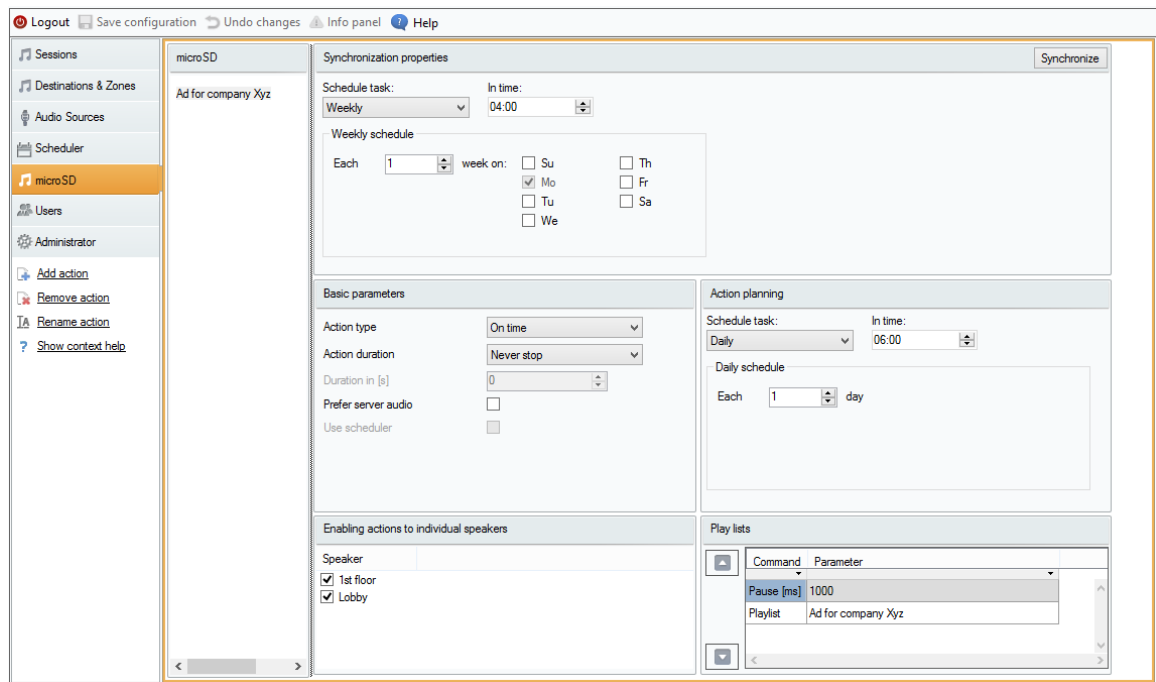 Logout Save configuration Undo changes Info panel Help
Sessions
Destinations & Zones
Audio Sources
Scheduler
microSD
Users
Administrator
Add action
Remove action
Rename action
Show context help
microSD
Ad for company Xyz
Synchronization properties Synchronize
Schedule task: In time:
Weekly 04:00
Weekly schedule
Each 1 week on: Su Th
Mo Fr
Tu Sa
We
Basic parameters
Action type On time
Action duration Never stop
Duration in [s] 0
Prefer server audio
Use scheduler
Action planning
Schedule task: In time:
Daily 06:00
Daily schedule
Each 1 day
Enabling actions to individual speakers
Speaker
1st floor
Lobby
Play lists
Command Parameter
Pause [ms] 1000
Playlist Ad for company Xyz